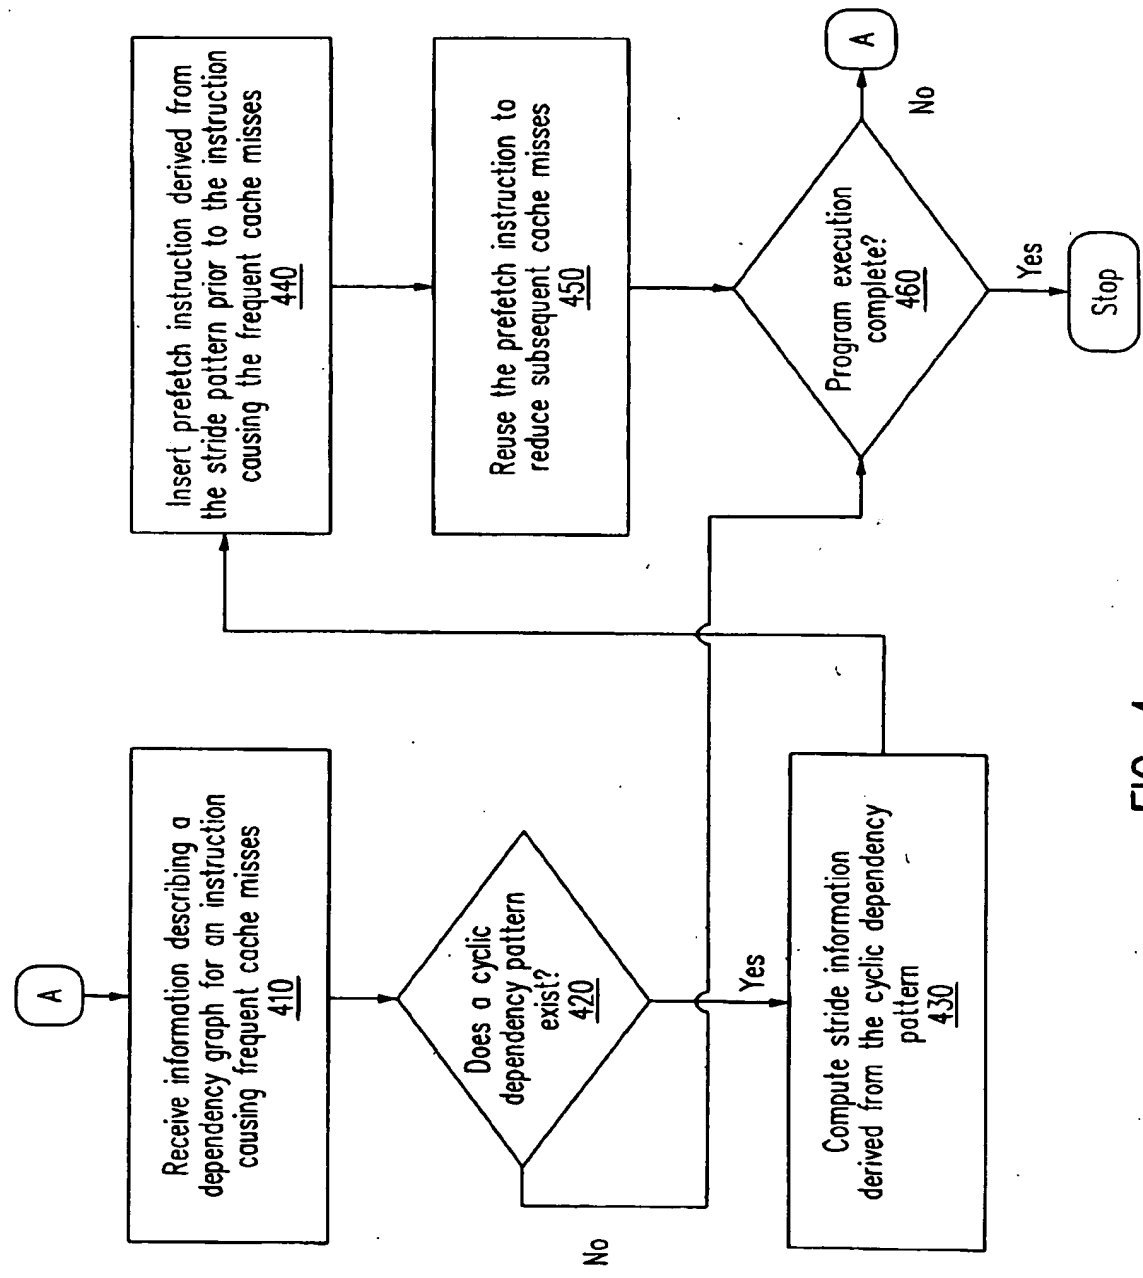 A
Receive information describing a
dependency graph for an instruction
causing frequent cache misses
410
Does a cyclic
dependency pattern
exist?
420
No
Yes
Compute stride information
derived from the cyclic dependency
pattern
430
Insert prefetch instruction derived from
the stride pattern prior to the instruction
causing the frequent cache misses
440
Reuse the prefetch instruction to
reduce subsequent cache misses
450
Program execution
complete?
460
No
A
Yes
Stop
FIG.